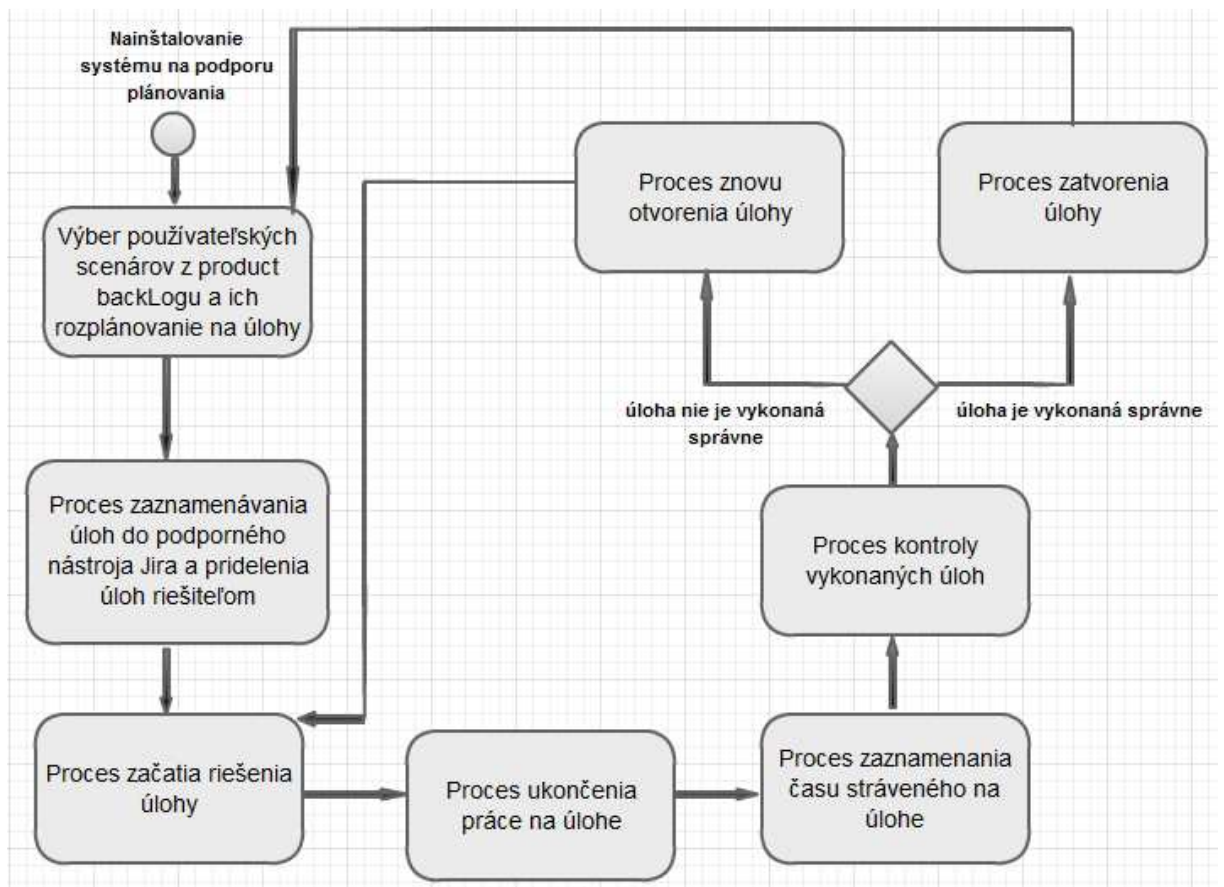 Nainštalovanie
systému na podporu
plánovania
Výber používateľských
scenárov z product
backLogu a ich
rozplánovanie na úlohy
Proces zaznamenávania
úloh do podporného
nástroja Jira a pridelenia
úloh riešiteľom
Proces začatia riešenia
úlohy
Proces ukončenia
práce na úlohe
Proces zaznamenania
času stráveného na
úlohe
Proces kontroly
vykonaných úloh
úloha nie je vykonaná
správne
úloha je vykonaná správne
Proces znovu
otvorenia úlohy
Proces zatvorenia
úlohy